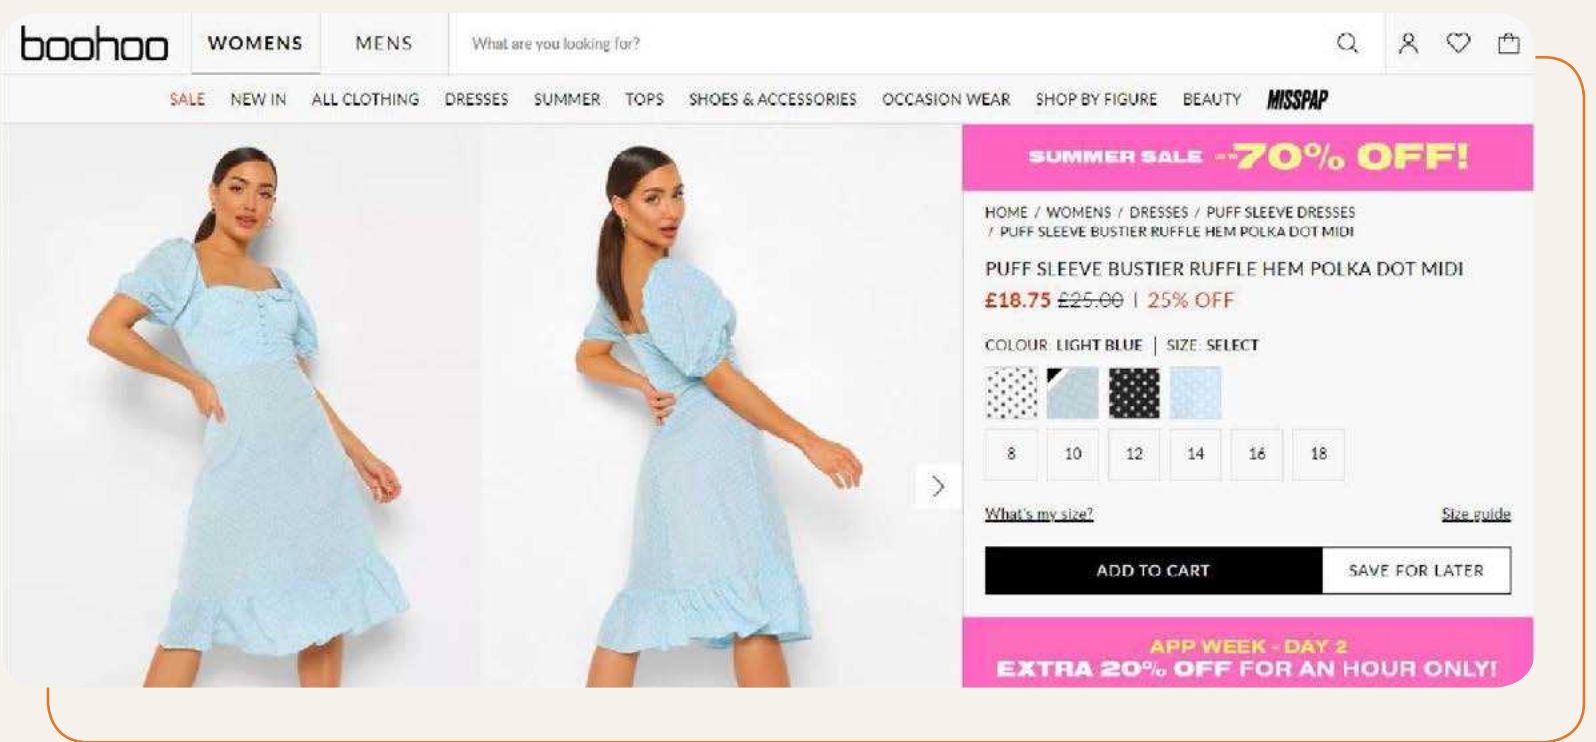 boohoo WOMENS MENS What are you looking for?
SALE NEW IN ALL CLOTHING DRESSES SUMMER TOPS SHOES & ACCESSORIES OCCASION WEAR SHOP BY FIGURE BEAUTY MISSPAP
SUMMER SALE 70% OFF!
HOME / WOMENS / DRESSES / PUFF SLEEVE DRESSES
/ PUFF SLEEVE BUSTIER RUFFLE HEM POLKA DOT MIDI
PUFF SLEEVE BUSTIER RUFFLE HEM POLKA DOT MIDI
£18.75 £25.00 | 25% OFF
COLOUR: LIGHT BLUE | SIZE: SELECT
8 10 12 14 16 18
What's my size? Size guide
ADD TO CART SAVE FOR LATER
APP WEEK - DAY 2
EXTRA 20% OFF FOR AN HOUR ONLY!